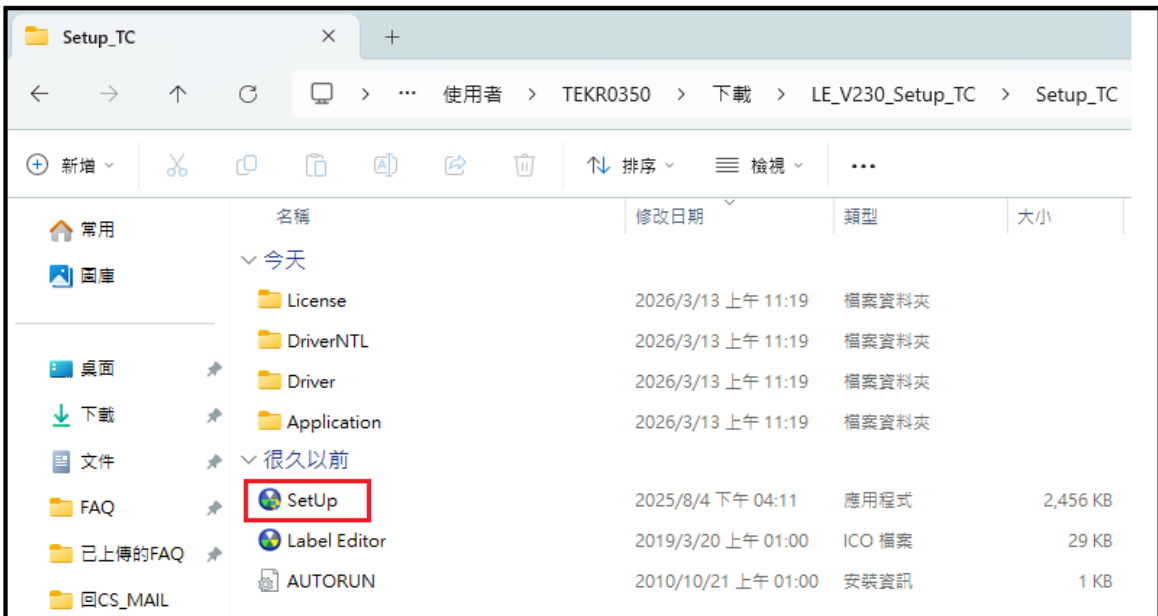 Setup_TC
... 使用者 > TEKR0350 > 下載 > LE_V230_Setup_TC > Setup_TC
新增 排序 檢視 ...
名稱 修改日期 類型 大小
常用
圖庫
桌面
下載
文件
FAQ
已上傳的FAQ
回CS_MAIL
今天
License 2026/3/13 上午 11:19 檔案資料夾
DriverNTL 2026/3/13 上午 11:19 檔案資料夾
Driver 2026/3/13 上午 11:19 檔案資料夾
Application 2026/3/13 上午 11:19 檔案資料夾
很久以前
SetUp 2025/8/4 下午 04:11 應用程式 2,456 KB
Label Editor 2019/3/20 上午 01:00 ICO 檔案 29 KB
AUTORUN 2010/10/21 上午 01:00 安裝資訊 1 KB